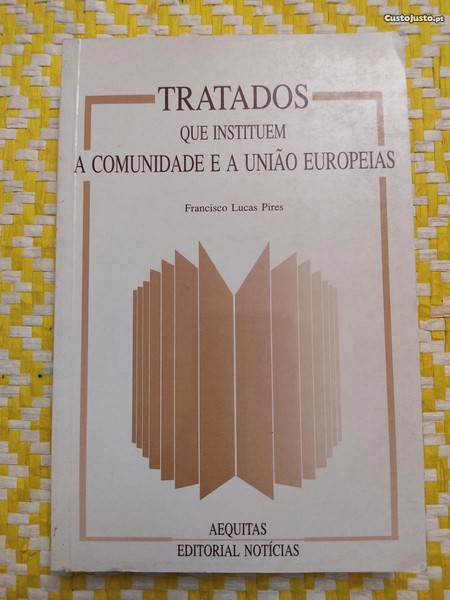 CustoJusto.pt
TRATADOS
QUE INSTITUEM
A COMUNIDADE E A UNIÃO EUROPEIAS
Francisco Lucas Pires
AEQUITAS
EDITORIAL NOTÍCIAS